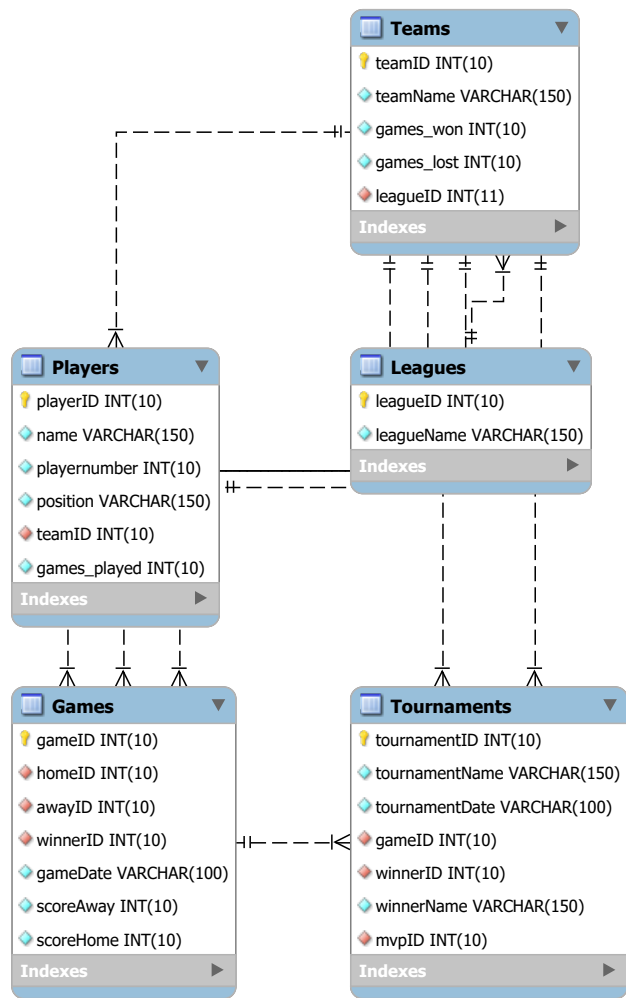 Teams
teamID INT(10)
teamName VARCHAR(150)
games_won INT(10)
games_lost INT(10)
leagueID INT(11)
Indexes
Players
playerID INT(10)
name VARCHAR(150)
playernumber INT(10)
position VARCHAR(150)
teamID INT(10)
games_played INT(10)
Indexes
Leagues
leagueID INT(10)
leagueName VARCHAR(150)
Indexes
Games
gameID INT(10)
homeID INT(10)
awayID INT(10)
winnerID INT(10)
gameDate VARCHAR(100)
scoreAway INT(10)
scoreHome INT(10)
Indexes
Tournaments
tournamentID INT(10)
tournamentName VARCHAR(150)
tournamentDate VARCHAR(100)
gameID INT(10)
winnerID INT(10)
winnerName VARCHAR(150)
mvpID INT(10)
Indexes